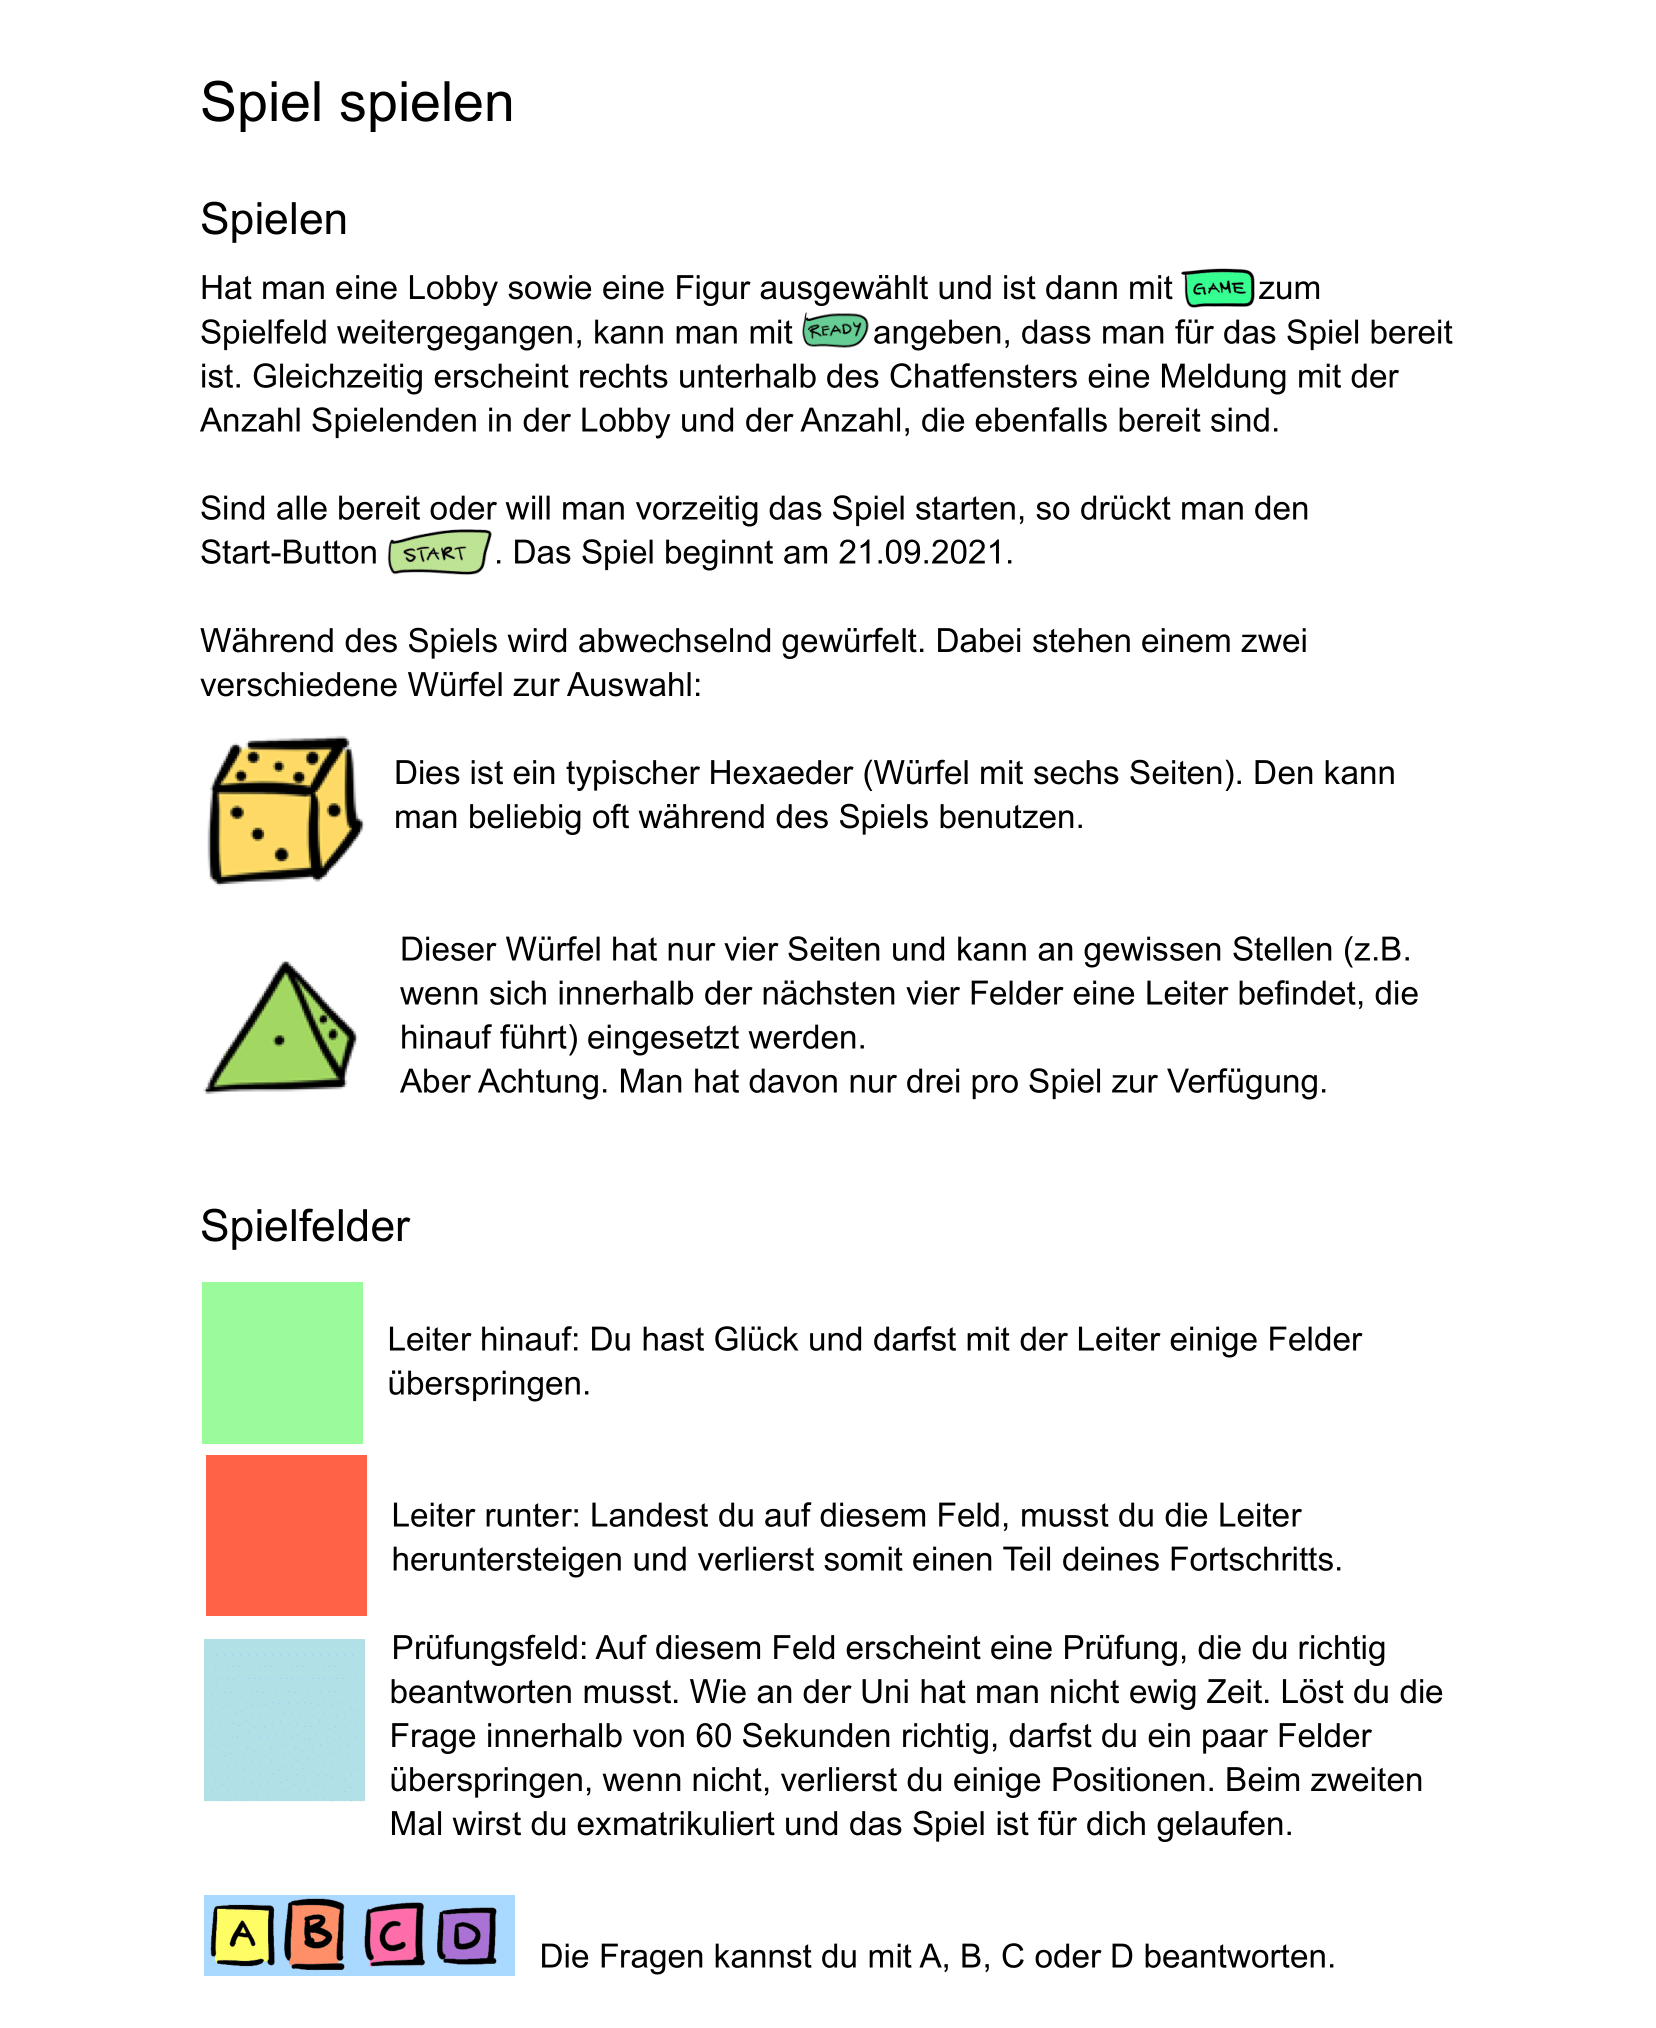 Spiel spielen
Spielen
Hat man eine Lobby sowie eine Figur ausgewählt und ist dann mit GAME zum
Spielfeld weitergegangen, kann man mit READY angeben, dass man für das Spiel bereit
ist. Gleichzeitig erscheint rechts unterhalb des Chatfensters eine Meldung mit der
Anzahl Spielenden in der Lobby und der Anzahl, die ebenfalls bereit sind.
Sind alle bereit oder will man vorzeitig das Spiel starten, so drückt man den
Start-Button START . Das Spiel beginnt am 21.09.2021.
Während des Spiels wird abwechselnd gewürfelt. Dabei stehen einem zwei
verschiedene Würfel zur Auswahl:
Dies ist ein typischer Hexaeder (Würfel mit sechs Seiten). Den kann
man beliebig oft während des Spiels benutzen.
Dieser Würfel hat nur vier Seiten und kann an gewissen Stellen (z.B.
wenn sich innerhalb der nächsten vier Felder eine Leiter befindet, die
hinauf führt) eingesetzt werden.
Aber Achtung. Man hat davon nur drei pro Spiel zur Verfügung.
Spielfelder
Leiter hinauf: Du hast Glück und darfst mit der Leiter einige Felder
überspringen.
Leiter runter: Landest du auf diesem Feld, musst du die Leiter
heruntersteigen und verlierst somit einen Teil deines Fortschritts.
Prüfungsfeld: Auf diesem Feld erscheint eine Prüfung, die du richtig
beantworten musst. Wie an der Uni hat man nicht ewig Zeit. Löst du die
Frage innerhalb von 60 Sekunden richtig, darfst du ein paar Felder
überspringen, wenn nicht, verlierst du einige Positionen. Beim zweiten
Mal wirst du exmatrikuliert und das Spiel ist für dich gelaufen.
A B C D Die Fragen kannst du mit A, B, C oder D beantworten.